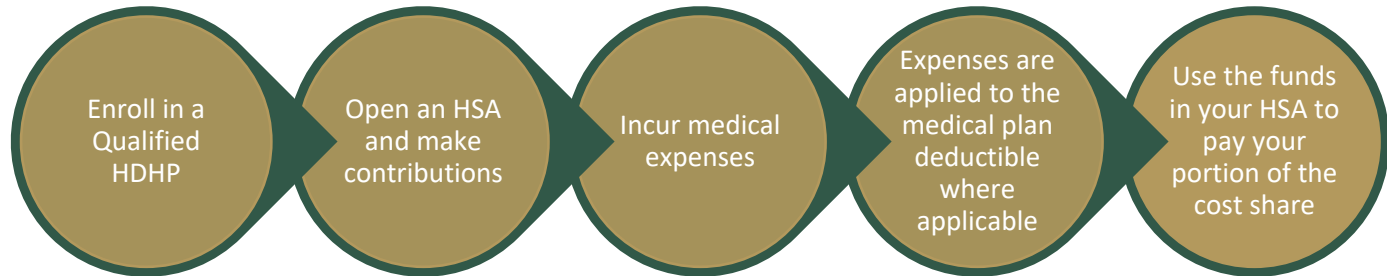 Enroll in a
Qualified
HDHP
Open an HSA
and make
contributions
Incur medical
expenses
Expenses are
applied to the
medical plan
deductible
where
applicable
Use the funds
in your HSA to
pay your
portion of the
cost share